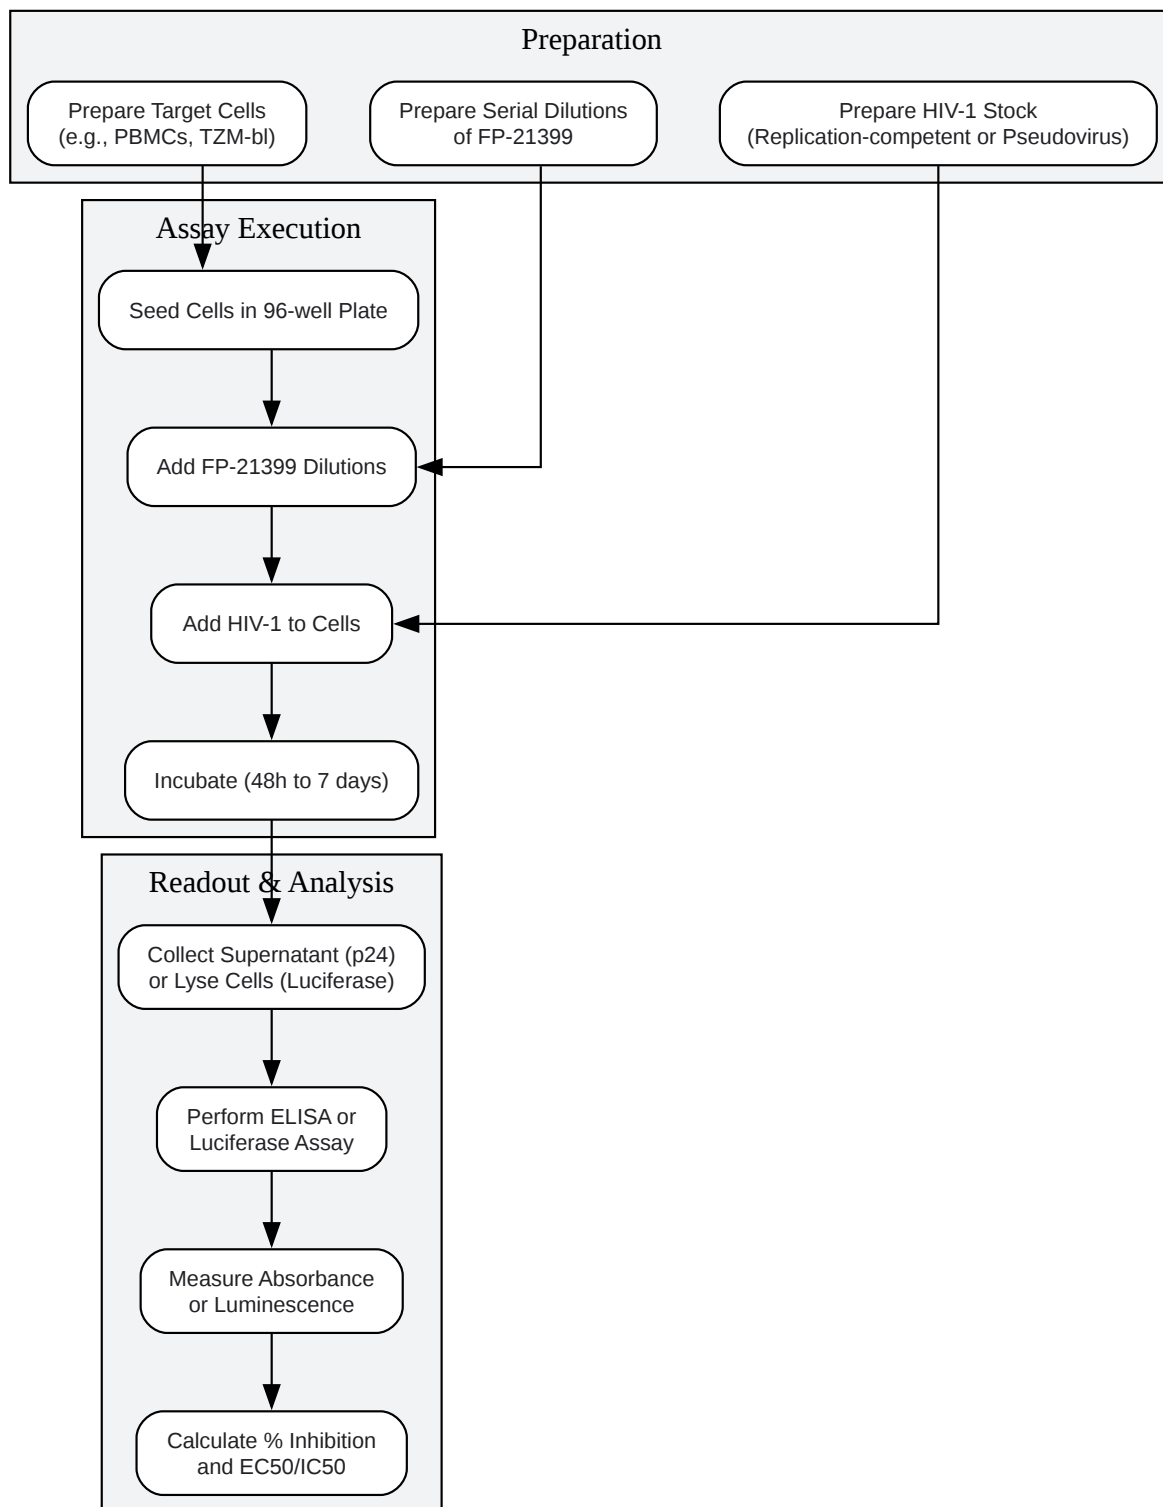 Preparation
Prepare Target Cells
(e.g., PBMCs, TZM-bl)
Prepare Serial Dilutions
of FP-21399
Prepare HIV-1 Stock
(Replication-competent or Pseudovirus)
Assay Execution
Seed Cells in 96-well Plate
Add FP-21399 Dilutions
Add HIV-1 to Cells
Incubate (48h to 7 days)
Readout & Analysis
Collect Supernatant (p24)
or Lyse Cells (Luciferase)
Perform ELISA or
Luciferase Assay
Measure Absorbance
or Luminescence
Calculate % Inhibition
and EC50/IC50